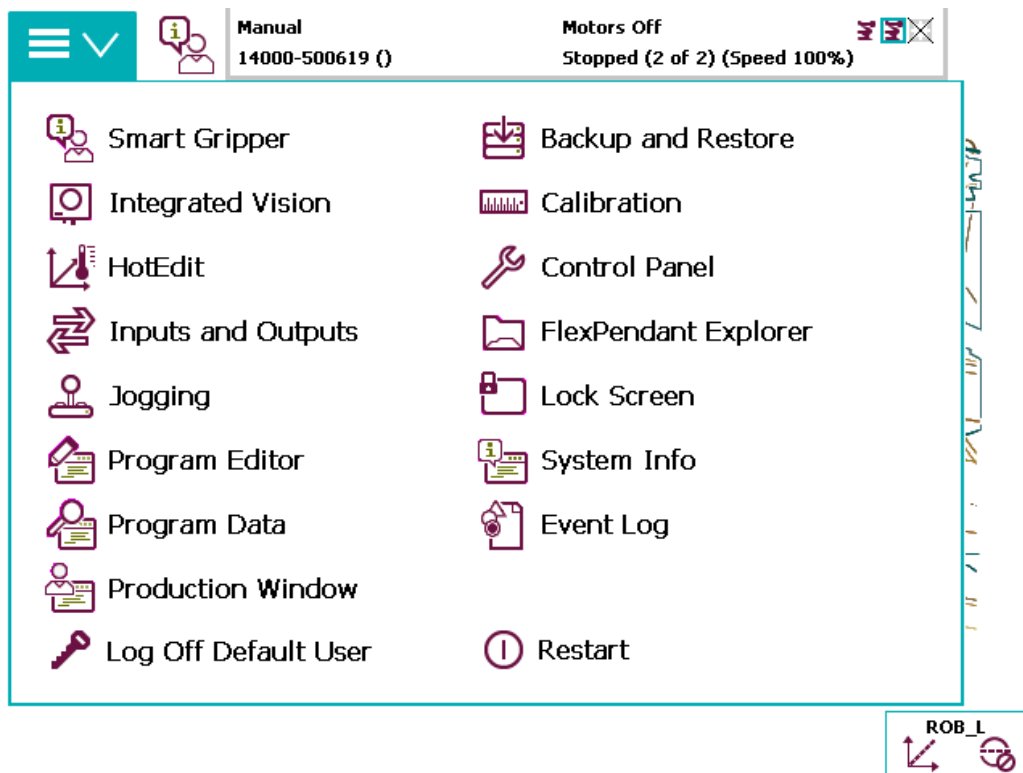 Manual
14000-500619 ()
Motors Off
Stopped (2 of 2) (Speed 100%)
Smart Gripper
Integrated Vision
HotEdit
Inputs and Outputs
Jogging
Program Editor
Program Data
Production Window
Log Off Default User
Backup and Restore
Calibration
Control Panel
FlexPendant Explorer
Lock Screen
System Info
Event Log
Restart
ROB_L